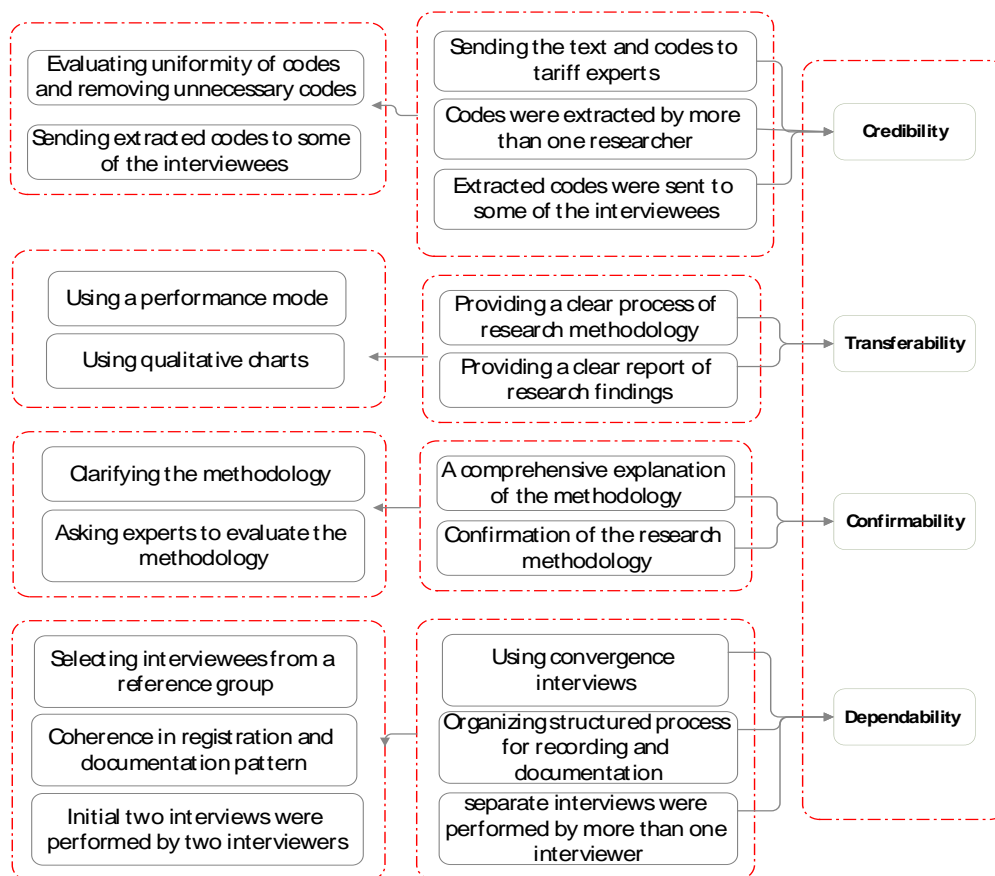 Evaluating uniformity of codes
and removing unnecessary codes
Sending extracted codes to some
of the interviewees
Sending the text and codes to
tariff experts
Codes were extracted by more
than one researcher
Extracted codes were sent to
some of the interviewees
Credibility
Using a performance mode
Using qualitative charts
Providing a clear process of
research methodology
Providing a clear report of
research findings
Transferability
Clarifying the methodology
Asking experts to evaluate the
methodology
A comprehensive explanation
of the methodology
Confirmation of the research
methodology
Confirmability
Selecting interviewees from a
reference group
Coherence in registration and
documentation pattern
Initial two interviews were
performed by two interviewers
Using convergence
interviews
Organizing structured process
for recording and
documentation
separate interviews were
performed by more than one
interviewer
Dependability